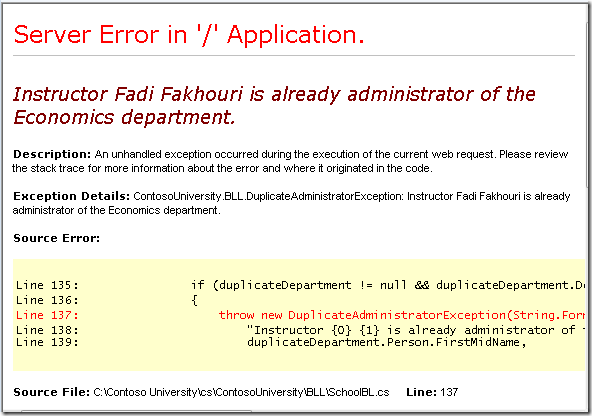 Server Error in '/' Application.
Instructor Fadi Fakhouri is already administrator of the
Economics department.
Description: An unhandled exception occurred during the execution of the current web request. Please review
the stack trace for more information about the error and where it originated in the code.
Exception Details: ContosoUniversity.BLL.DuplicateAdministratorException: Instructor Fadi Fakhouri is already
administrator of the Economics department.
Source Error:
Line 135: if (duplicateDepartment != null && duplicateDepartment.De
Line 136: {
Line 137: throw new DuplicateAdministratorException(String.Form
Line 138: "Instructor {0} {1} is already administrator of
Line 139: duplicateDepartment.Person.FirstMidName,
Source File: C:\Contoso University\cs\ContosoUniversity\BLL\SchoolBL.cs Line: 137